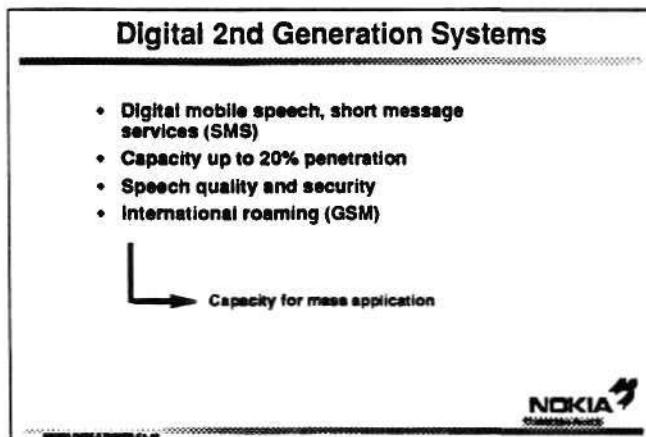 Digital 2nd Generation Systems
• Digital mobile speech, short message
services (SMS)
• Capacity up to 20% penetration
• Speech quality and security
• International roaming (GSM)
Capacity for mass application
NOKIA